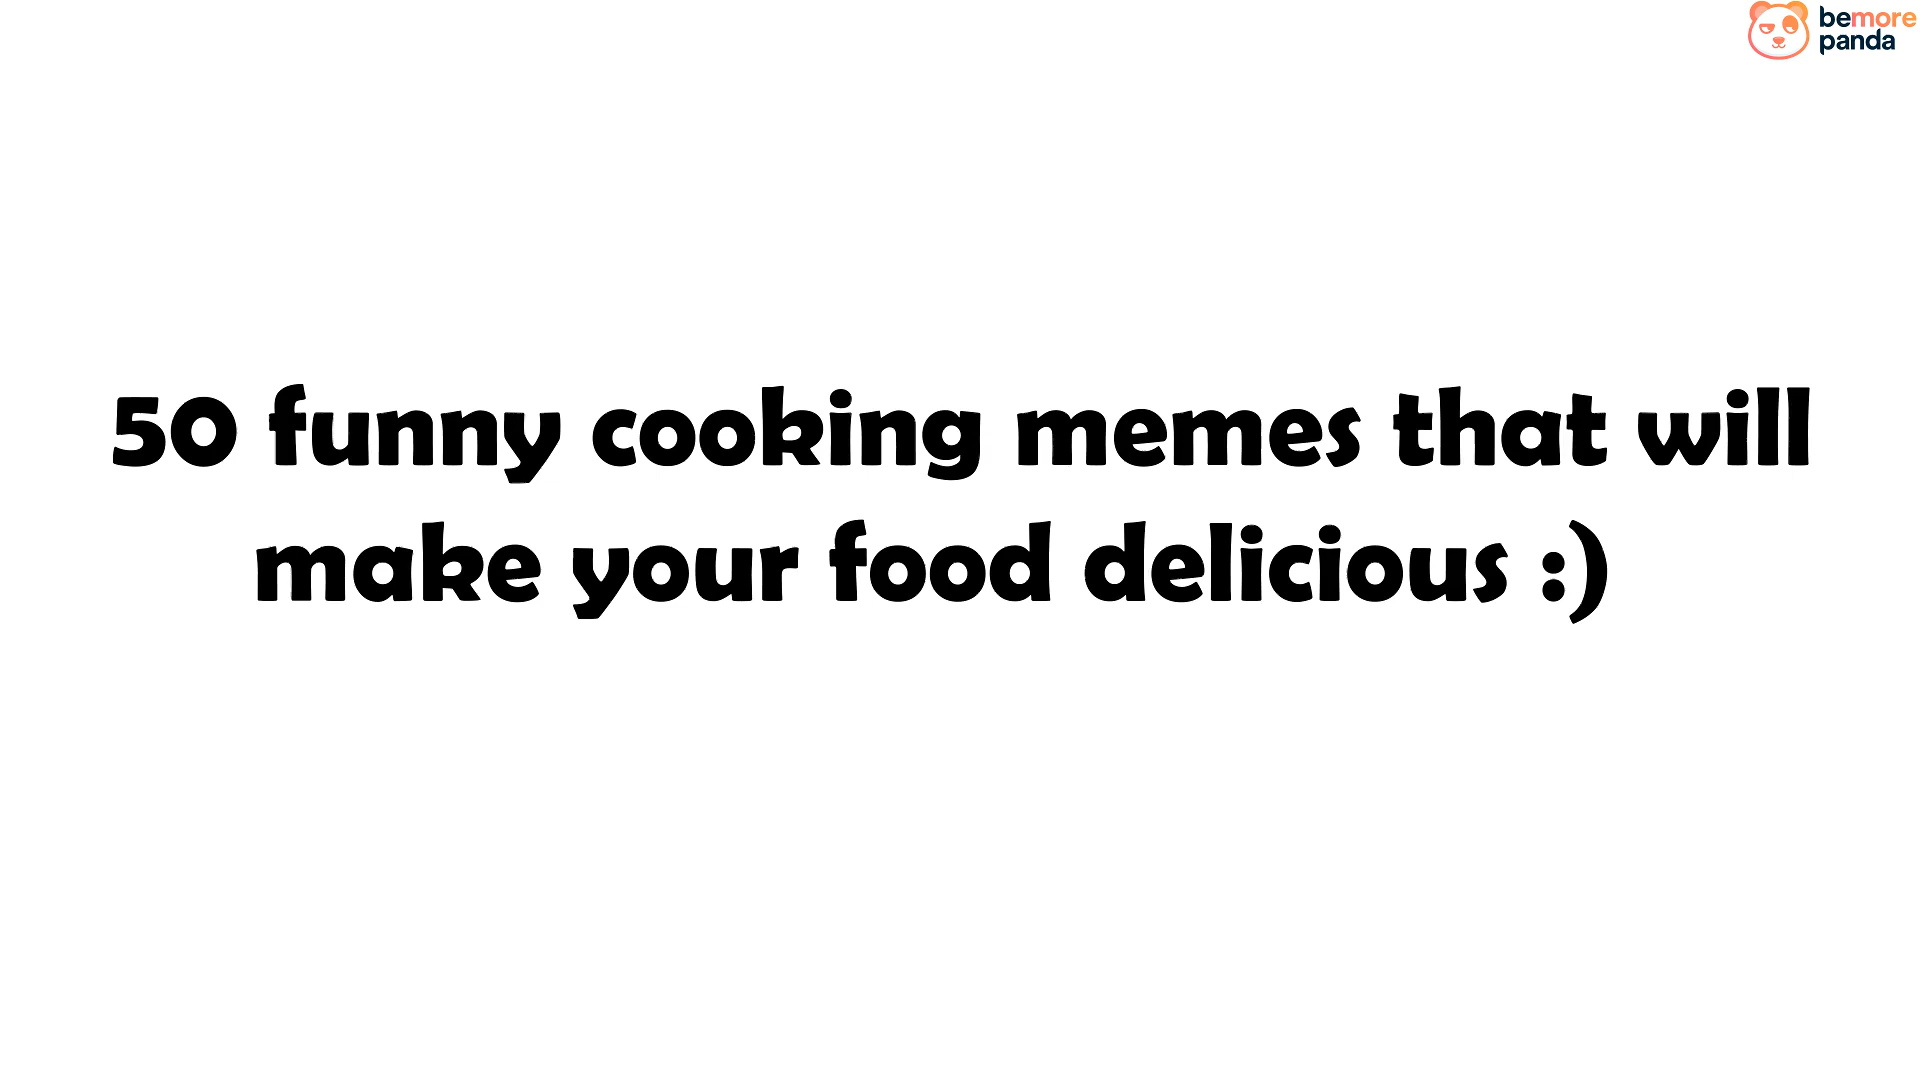 bemore
panda
50 funny cooking memes that will
make your food delicious :)